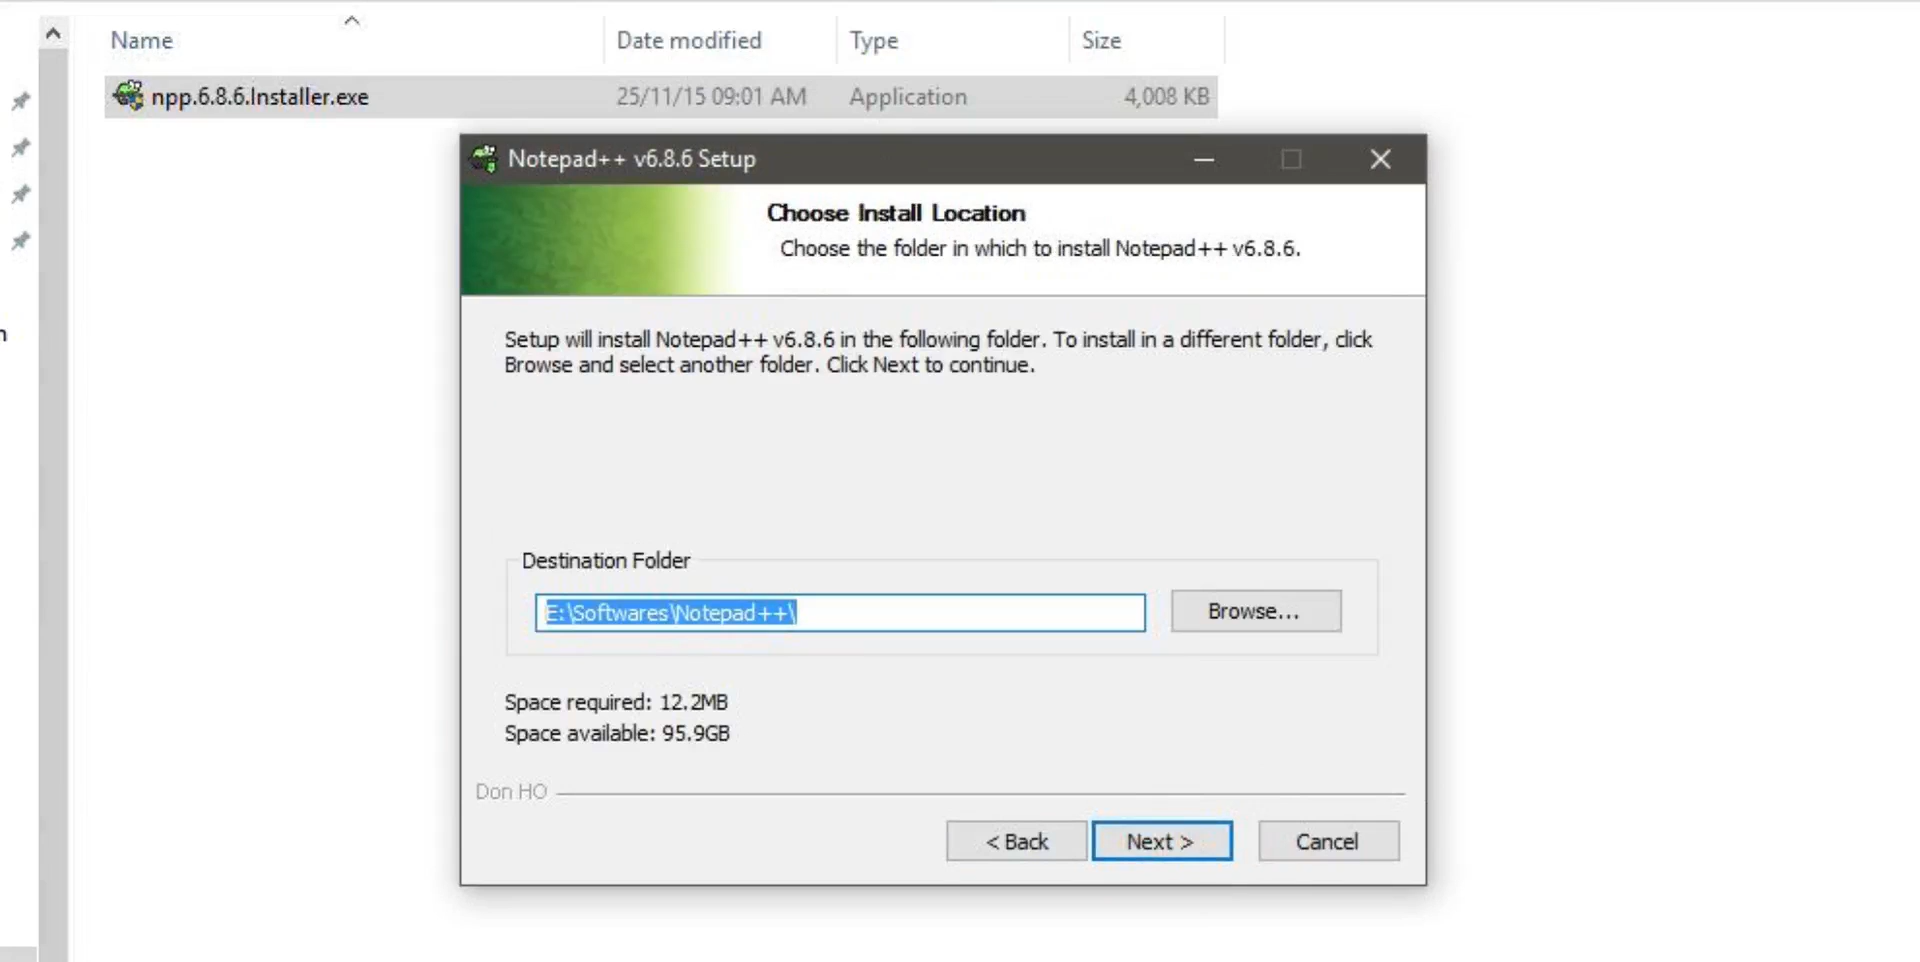 Name Date modified Type Size
npp.6.8.6.Installer.exe 25/11/15 09:01 AM Application 4,008 KB
Notepad++ v6.8.6 Setup
Choose Install Location
Choose the folder in which to install Notepad++ v6.8.6.
Setup will install Notepad++ v6.8.6 in the following folder. To install in a different folder, click
Browse and select another folder. Click Next to continue.
Destination Folder
E:\Softwares\Notepad++\
Browse...
Space required: 12.2MB
Space available: 95.9GB
Don HO
< Back Next > Cancel